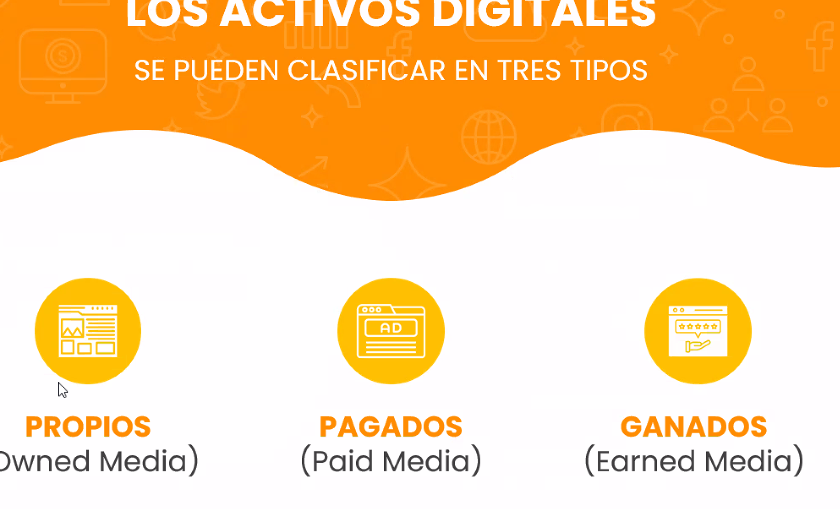 LOS ACTIVOS DIGITALES
SE PUEDEN CLASIFICAR EN TRES TIPOS
AD
PROPIOS
PAGADOS
GANADOS
Owned Media)
(Paid Media)
(Earned Media)